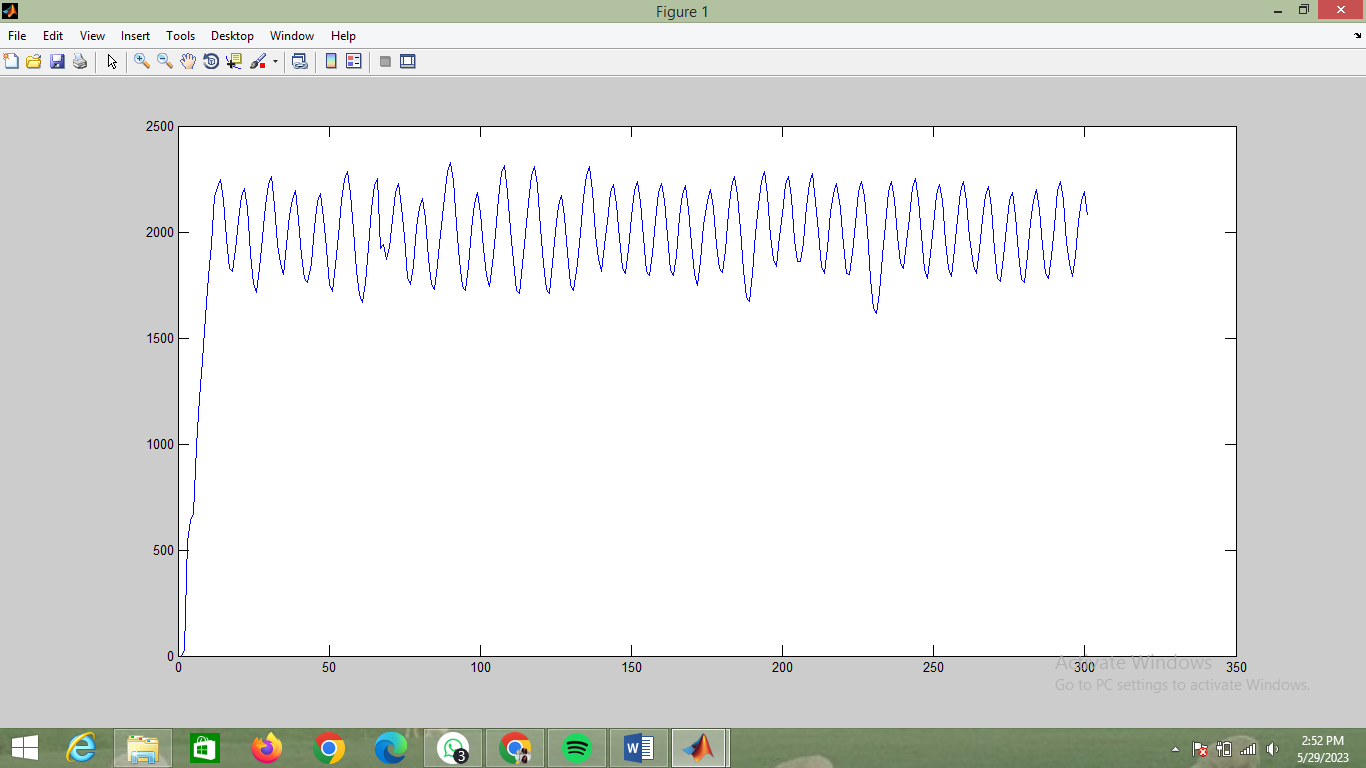 Figure 1
File Edit View Insert Tools Desktop Window Help
2500
2000
1500
1000
500
0
0 50 100 150 200 250 300 350
Activate Windows
Go to PC settings to activate Windows.
3
2:52 PM
5/29/2023